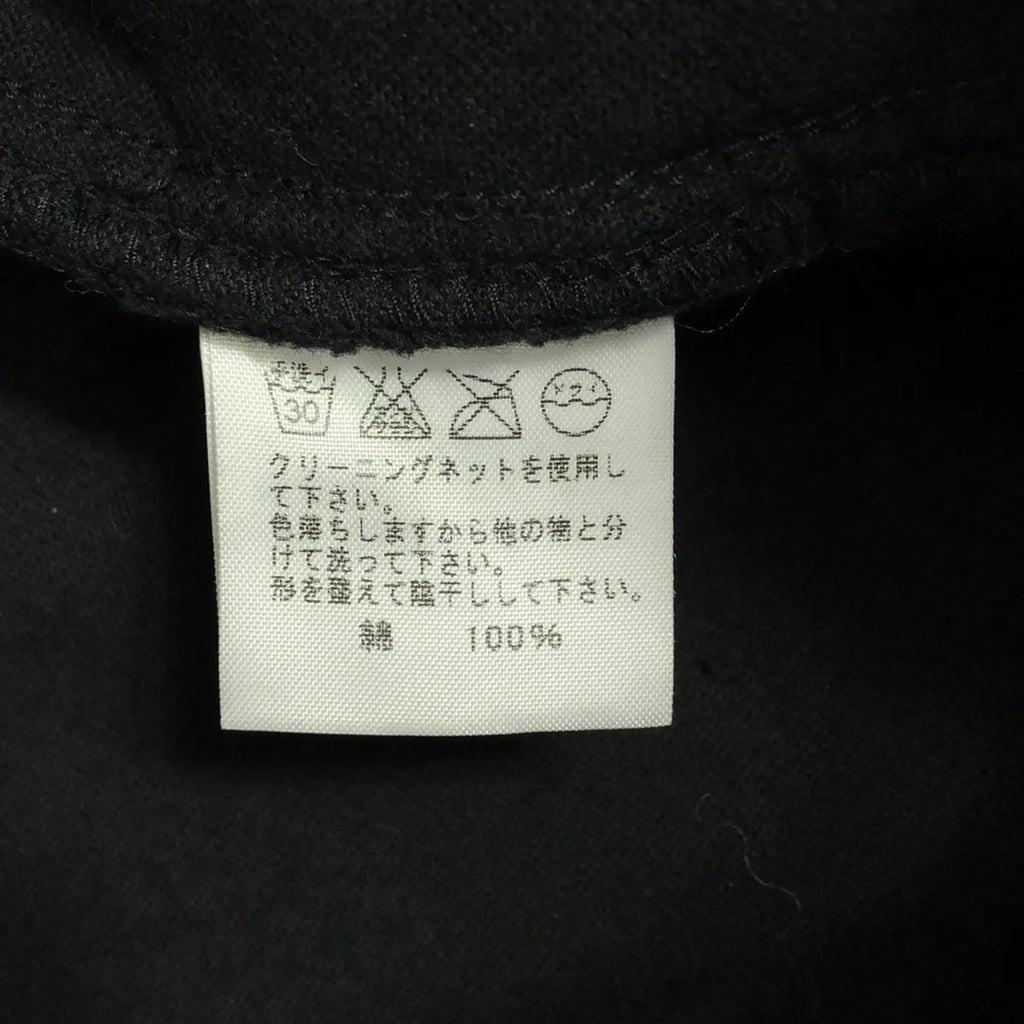 手洗イ 30 ドライ
クリーニングネットを使用し
て下さい。
色落ちしますから他の物と分
けて洗って下さい。
形を整えて陰干しして下さい。
綿 100%